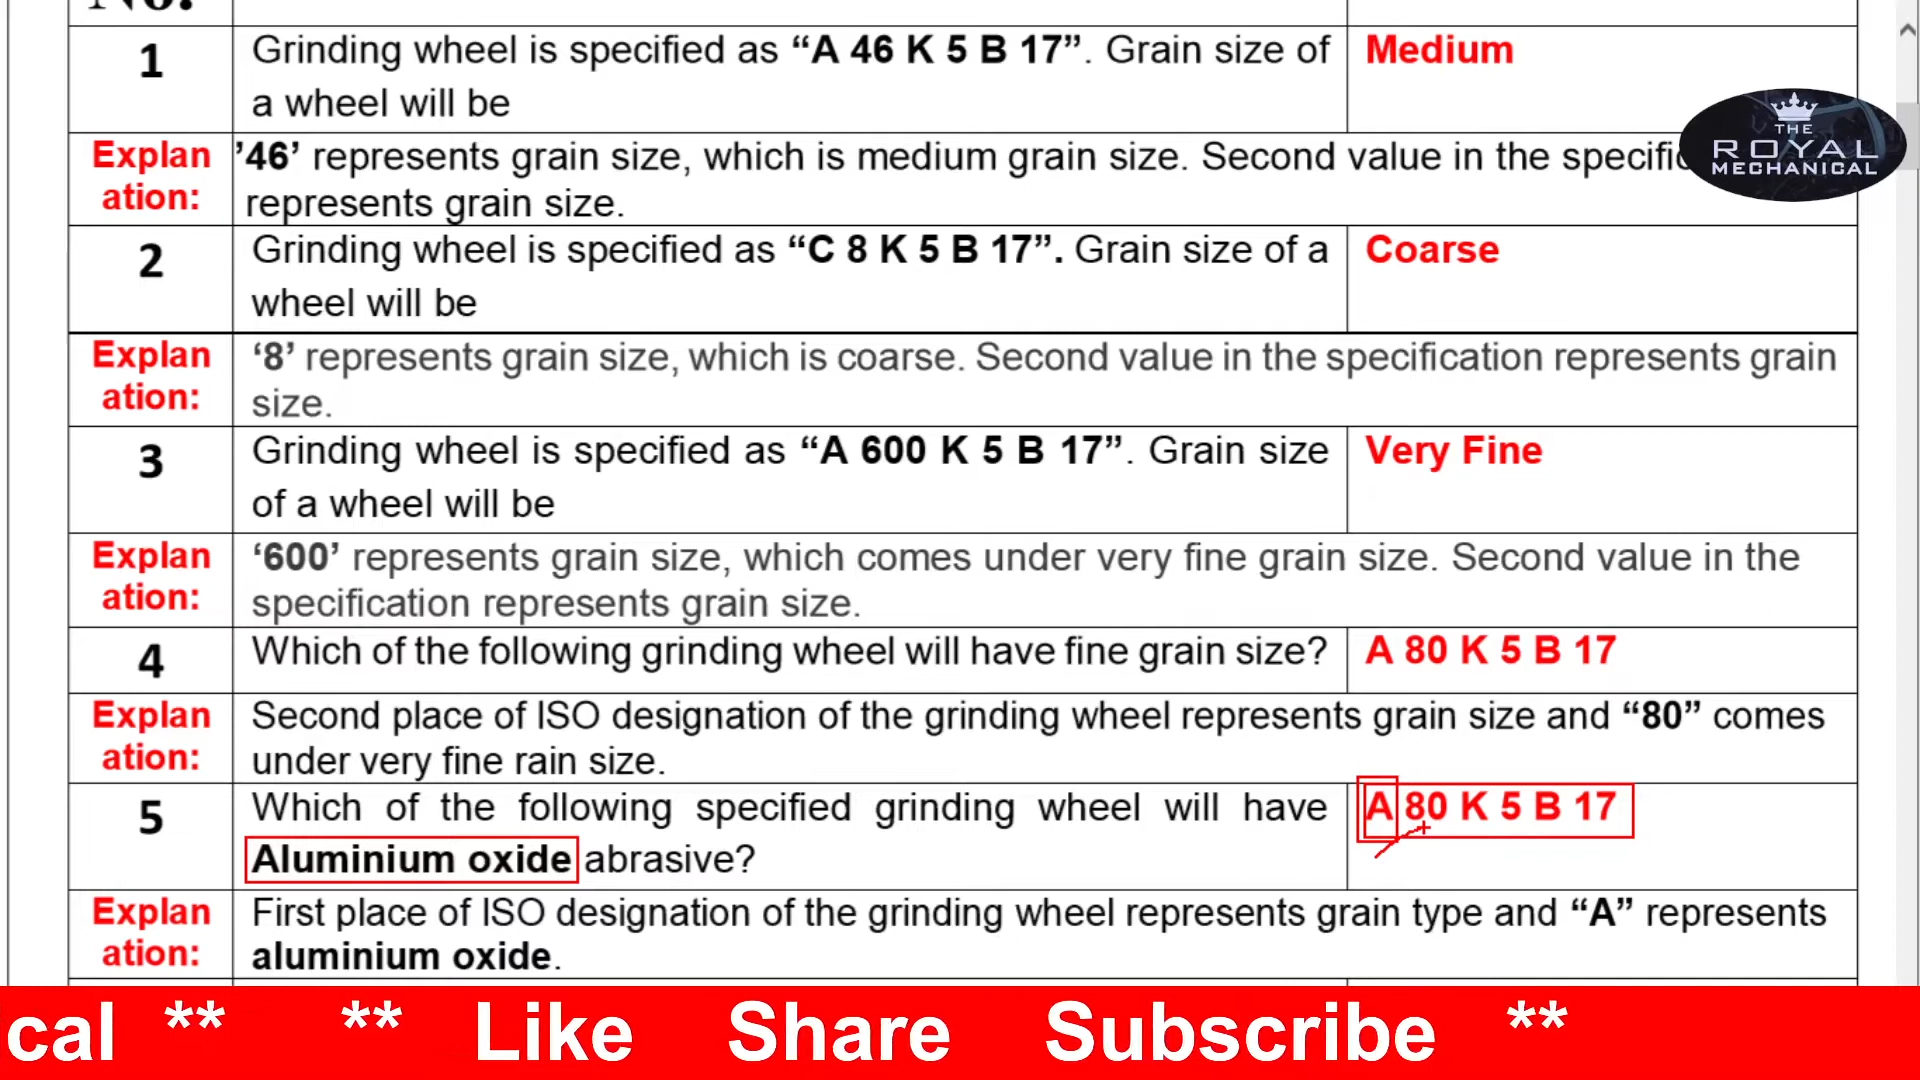 No.
1 Grinding wheel is specified as “A 46 K 5 B 17”. Grain size of Medium
a wheel will be
THE
ROYAL
MECHANICAL
Explan ’46’ represents grain size, which is medium grain size. Second value in the
ation: represents grain size.
2 Grinding wheel is specified as “C 8 K 5 B 17”. Grain size of a Coarse
wheel will be
Explan ‘8’ represents grain size, which is coarse. Second value in the specification represents grain
ation: size.
3 Grinding wheel is specified as “A 600 K 5 B 17”. Grain size Very Fine
of a wheel will be
Explan ‘600’ represents grain size, which comes under very fine grain size. Second value in the
ation: specification represents grain size.
4 Which of the following grinding wheel will have fine grain size? A 80 K 5 B 17
Explan Second place of ISO designation of the grinding wheel represents grain size and “80” comes
ation: under very fine rain size.
5 Which of the following specified grinding wheel will have A 80 K 5 B 17
Aluminium oxide abrasive?
Explan First place of ISO designation of the grinding wheel represents grain type and “A” represents
ation: aluminium oxide.
cal ** ** Like Share Subscribe **